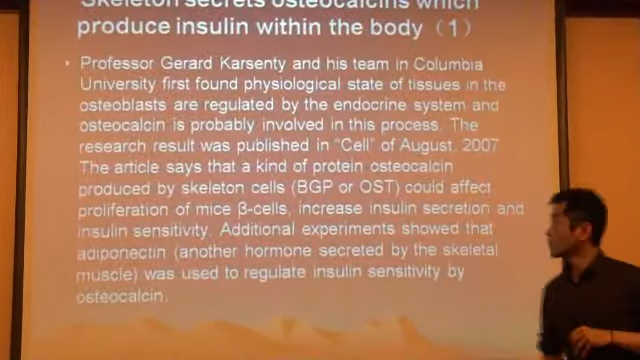 Skeleton secrets osteocalcins which
produce insulin within the body（1）
• Professor Gerard Karsenty and his team in Columbia
University first found physiological state of tissues in the
osteoblasts are regulated by the endocrine system and
osteocalcin is probably involved in this process. The
research result was published in “Cell” of August. 2007
The article says that a kind of protein osteocalcin
produced by skeleton cells (BGP or OST) could affect
proliferation of mice β-cells, increase insulin secretion and
insulin sensitivity. Additional experiments showed that
adiponectin (another hormone secreted by the skeletal
muscle) was used to regulate insulin sensitivity by
osteocalcin.